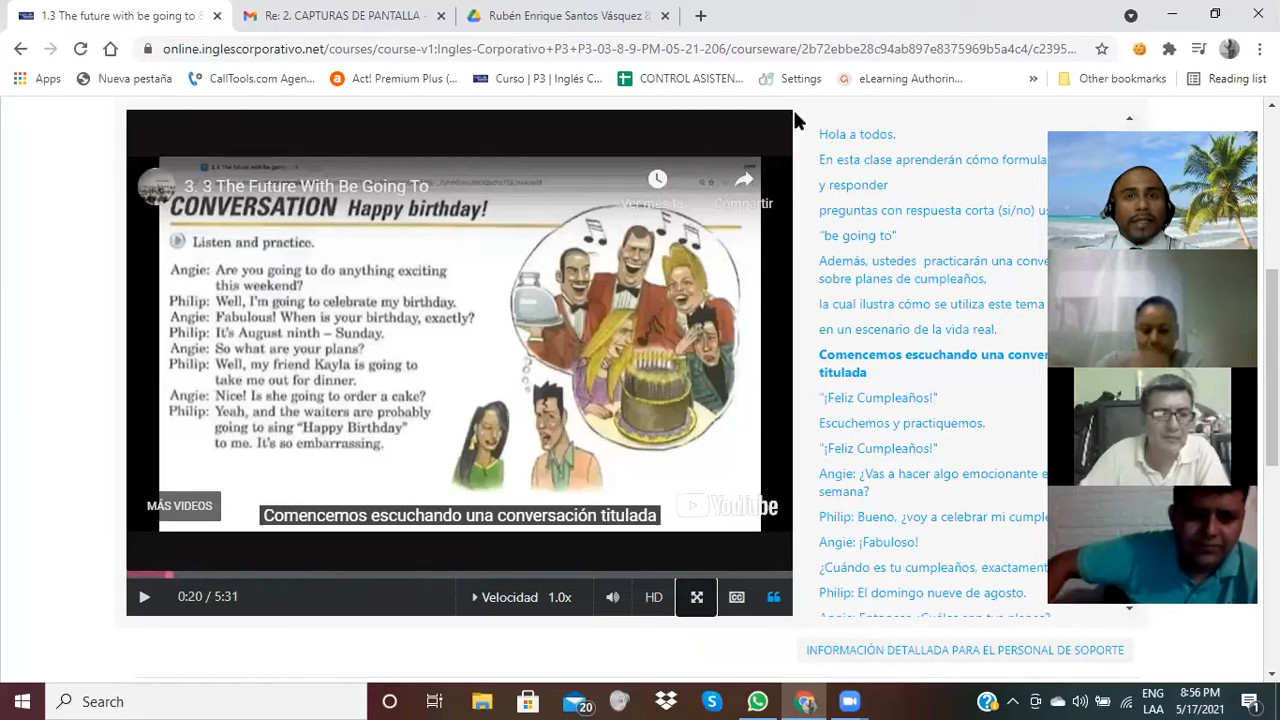 1.3 The future with be going to
Re: 2. CAPTURAS DE PANTALLA -
Rubén Enrique Santos Vásquez 8
online.inglescorporativo.net/courses/course-v1:Ingles-Corporativo+P3+P3-03-8-9-PM-05-21-206/courseware/2b72ebbe28c94ab897e8375969b5a4c4/c2395...
Apps
Nueva pestaña
CallTools.com Agen...
Act! Premium Plus (...
Curso | P3 | Inglés C...
CONTROL ASISTEN...
Settings
eLearning Authorin...
»
Other bookmarks
Reading list
3. 3 The Future With Be Going To
Ver más ta...
Compartir
CONVERSATION Happy birthday!
Listen and practice.
Angie: Are you going to do anything exciting
this weekend?
Philip: Well, I'm going to celebrate my birthday.
Angie: Fabulous! When is your birthday, exactly?
Philip: It's August ninth – Sunday.
Angie: So what are your plans?
Philip: Well, my friend Kayla is going to
take me out for dinner.
Angie: Nice! Is she going to order a cake?
Philip: Yeah, and the waiters are probably
going to sing "Happy Birthday"
to me. It's so embarrassing.
MÁS VIDEOS
YouTube
Comencemos escuchando una conversación titulada
0:20 / 5:31
Velocidad 1.0x
HD
Hola a todos.
En esta clase aprenderán cómo formula
y responder
preguntas con respuesta corta (si/no) us
"be going to"
Además, ustedes practicarán una conve
sobre planes de cumpleaños,
la cual ilustra cómo se utiliza este tema
en un escenario de la vida real.
Comencemos escuchando una conver
titulada
"¡Feliz Cumpleaños!"
Escuchemos y practiquemos.
"¡Feliz Cumpleaños!"
Angie: ¿Vas a hacer algo emocionante e
semana?
Philip: Bueno, ¿voy a celebrar mi cumple
Angie: ¡Fabuloso!
¿Cuándo es tu cumpleaños, exactament
Philip: El domingo nueve de agosto.
INFORMACIÓN DETALLADA PARA EL PERSONAL DE SOPORTE
Search
20
ENG
LAA
8:56 PM
5/17/2021
1